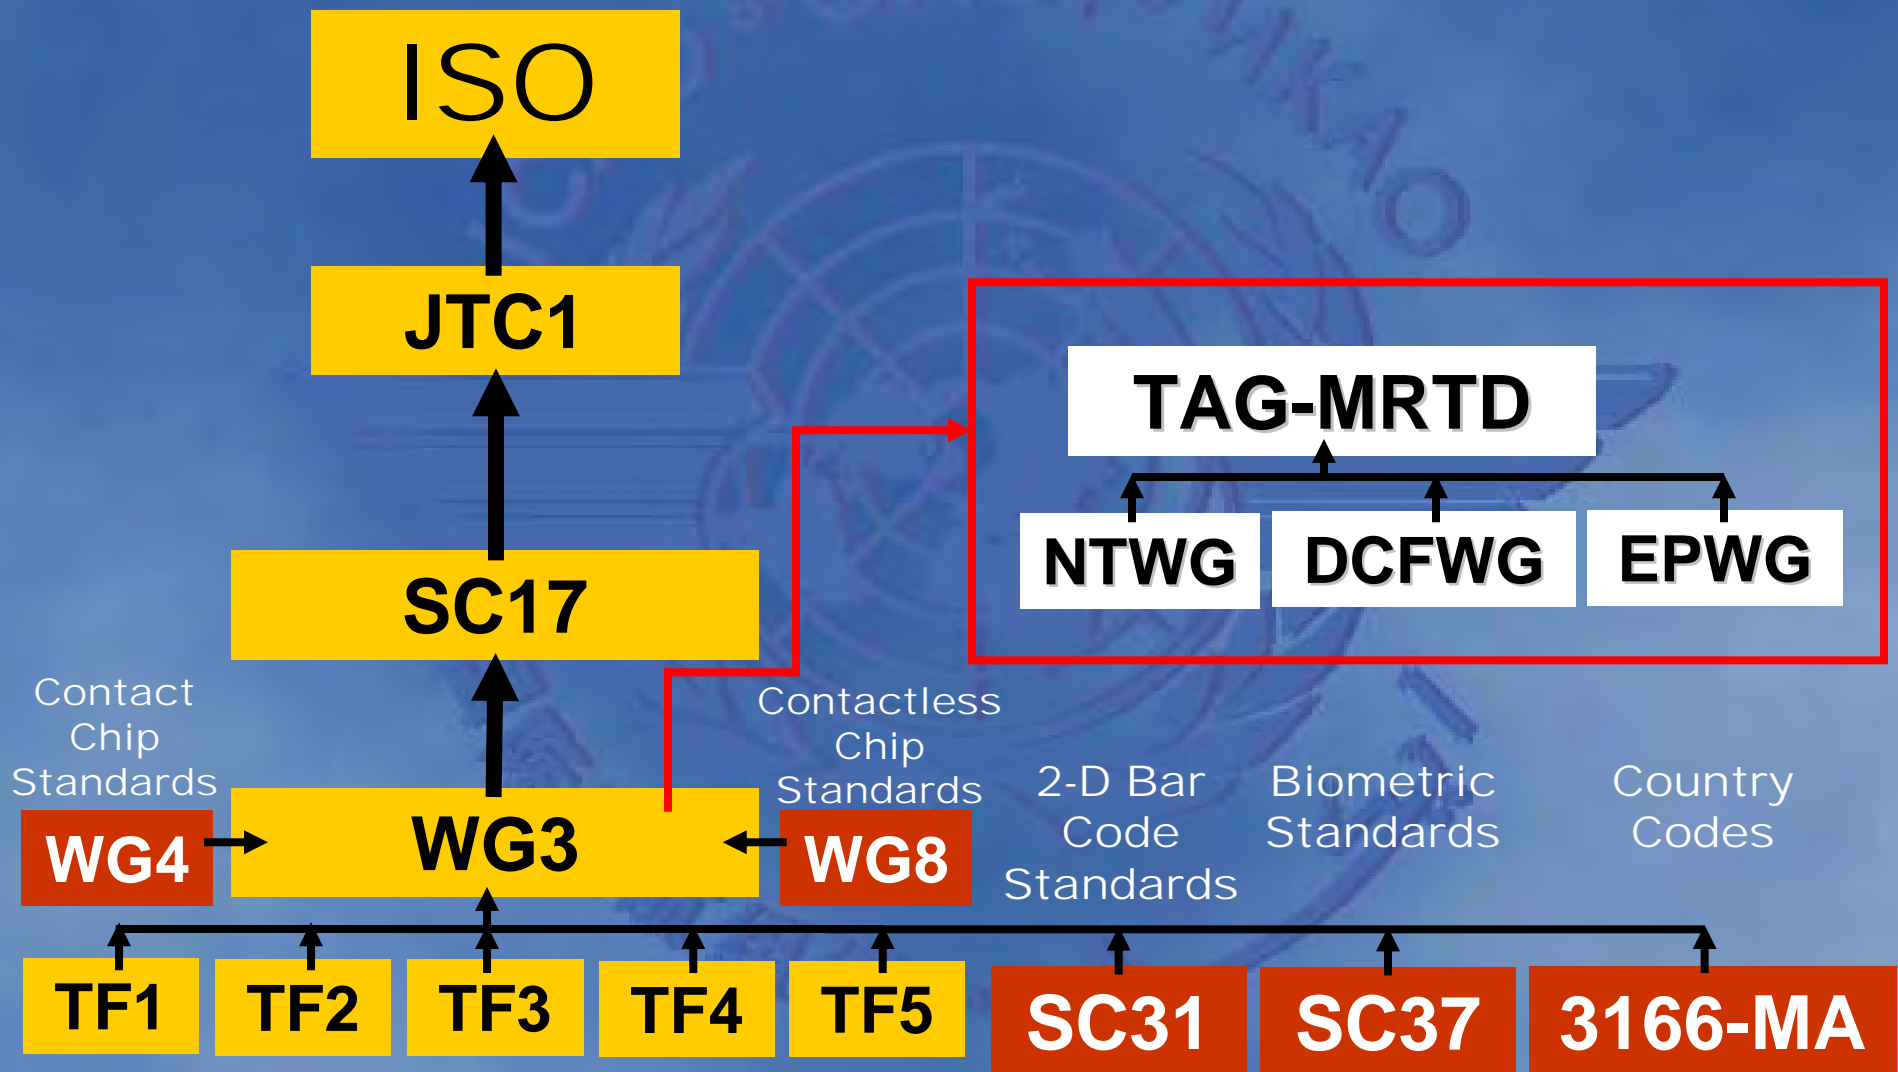 ISO
JTC1
TAG-MRTD
NTWG
DCFWG
EPWG
SC17
Contact
Chip
Standards
Contactless
Chip
Standards
2-D Bar
Code
Standards
Biometric
Standards
Country
Codes
WG4
WG3
WG8
TF1
TF2
TF3
TF4
TF5
SC31
SC37
3166-MA